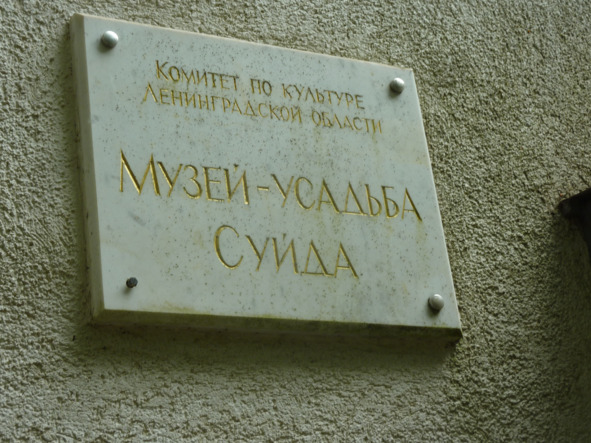 Комитет по культуре
Ленинградской области
Музей-усадьба
Суйда